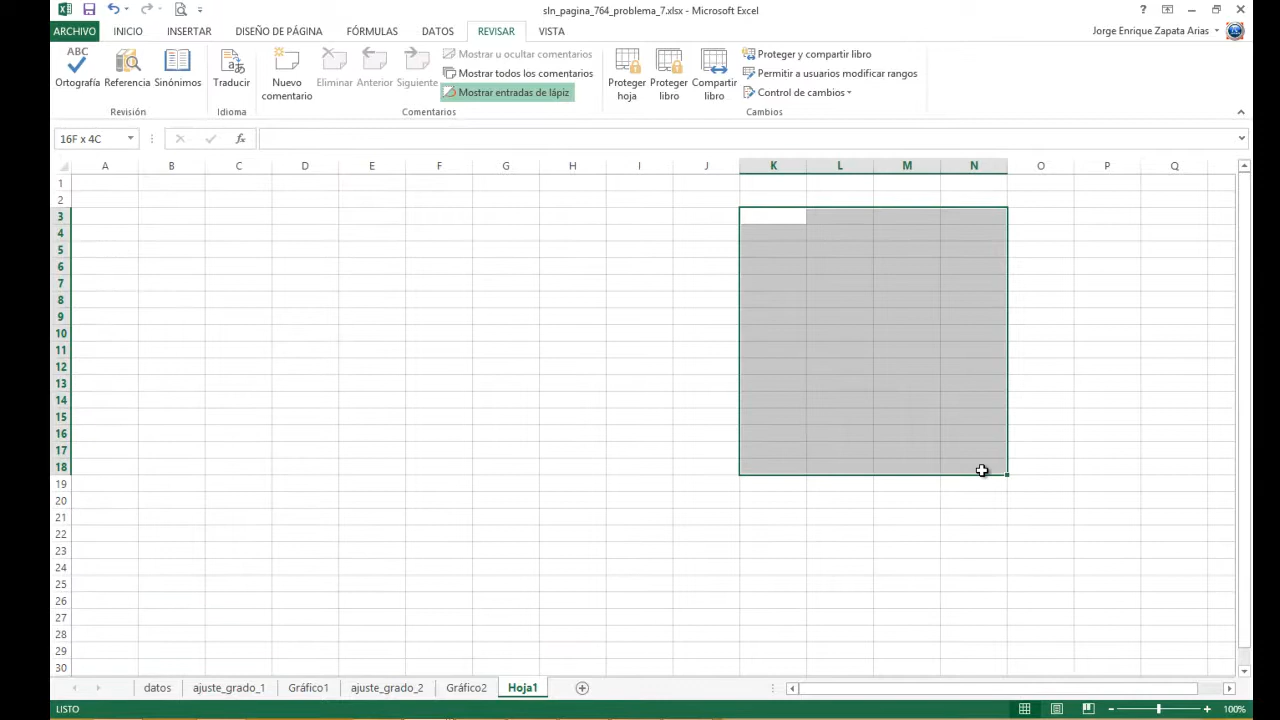 sln_pagina_764_problema_7.xlsx - Microsoft Excel
?
ARCHIVO INICIO INSERTAR DISEÑO DE PÁGINA FÓRMULAS DATOS REVISAR VISTA
Jorge Enrique Zapata Arias
ABC
Ortografía Referencia Sinónimos
Traducir
Nuevo comentario
Eliminar Anterior Siguiente
Mostrar u ocultar comentarios
Mostrar todos los comentarios
Mostrar entradas de lápiz
Proteger hoja
Proteger libro
Compartir libro
Proteger y compartir libro
Permitir a usuarios modificar rangos
Control de cambios
Revisión Idioma Comentarios Cambios
16F x 4C
fx
A B C D E F G H I J K L M N O P Q
1
2
3
4
5
6
7
8
9
10
11
12
13
14
15
16
17
18
19
20
21
22
23
24
25
26
27
28
29
30
datos ajuste_grado_1 Gráfico1 ajuste_grado_2 Gráfico2 Hoja1
LISTO
100%